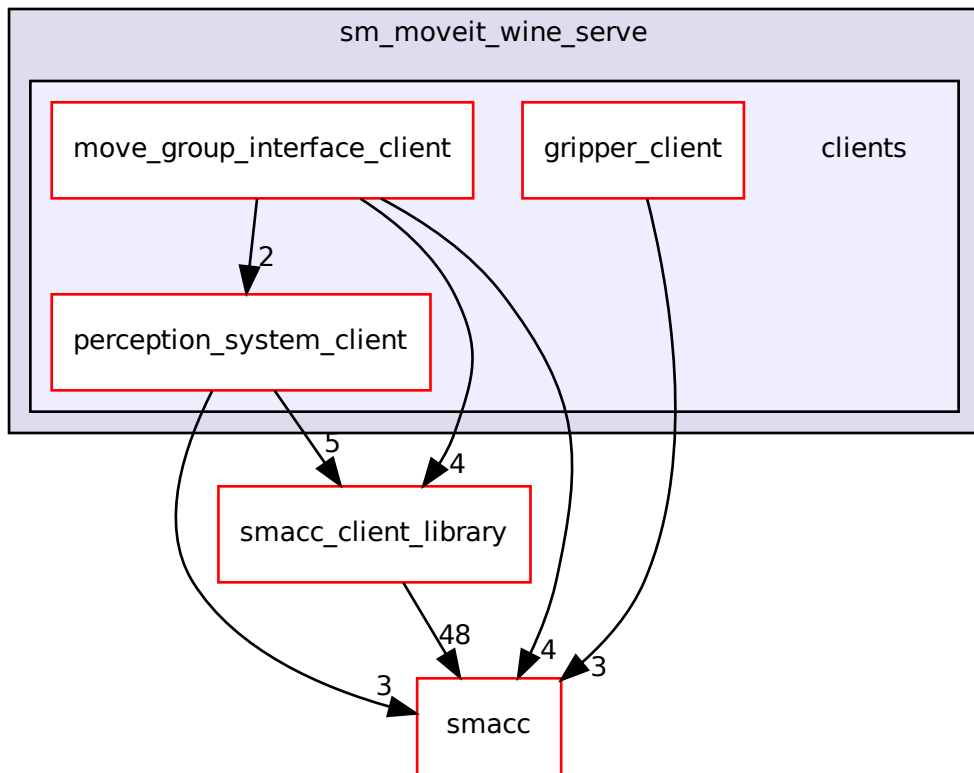 sm_moveit_wine_serve
move_group_interface_client
gripper_client
clients
2
perception_system_client
5
4
smacc_client_library
48
4
3
3
smacc